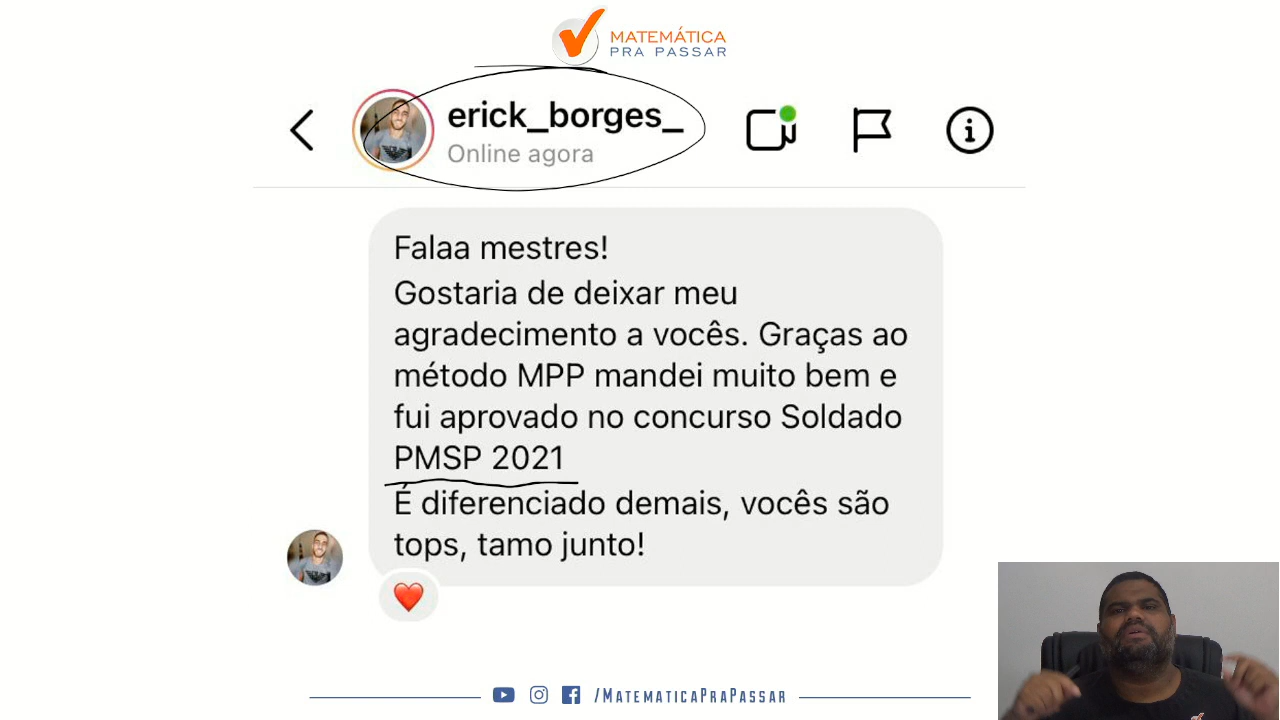 MATEMÁTICA
PRA PASSAR
erick_borges_
Online agora
Falaa mestres!
Gostaria de deixar meu
agradecimento a vocês. Graças ao
método MPP mandei muito bem e
fui aprovado no concurso Soldado
PMSP 2021
É diferenciado demais, vocês são
tops, tamo junto!
/MATEMATICAPRAPASSAR